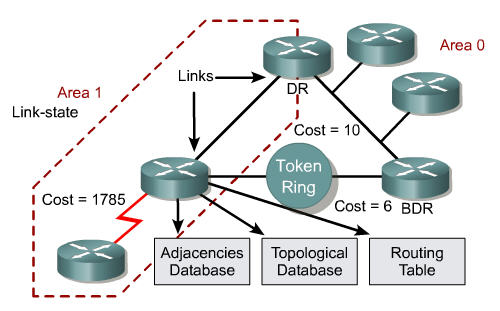 Area 1
Link-state
Links
DR
Area 0
Cost = 10
Token
Ring
Cost = 1785
Cost = 6
BDR
Adjacencies
Database
Topological
Database
Routing
Table